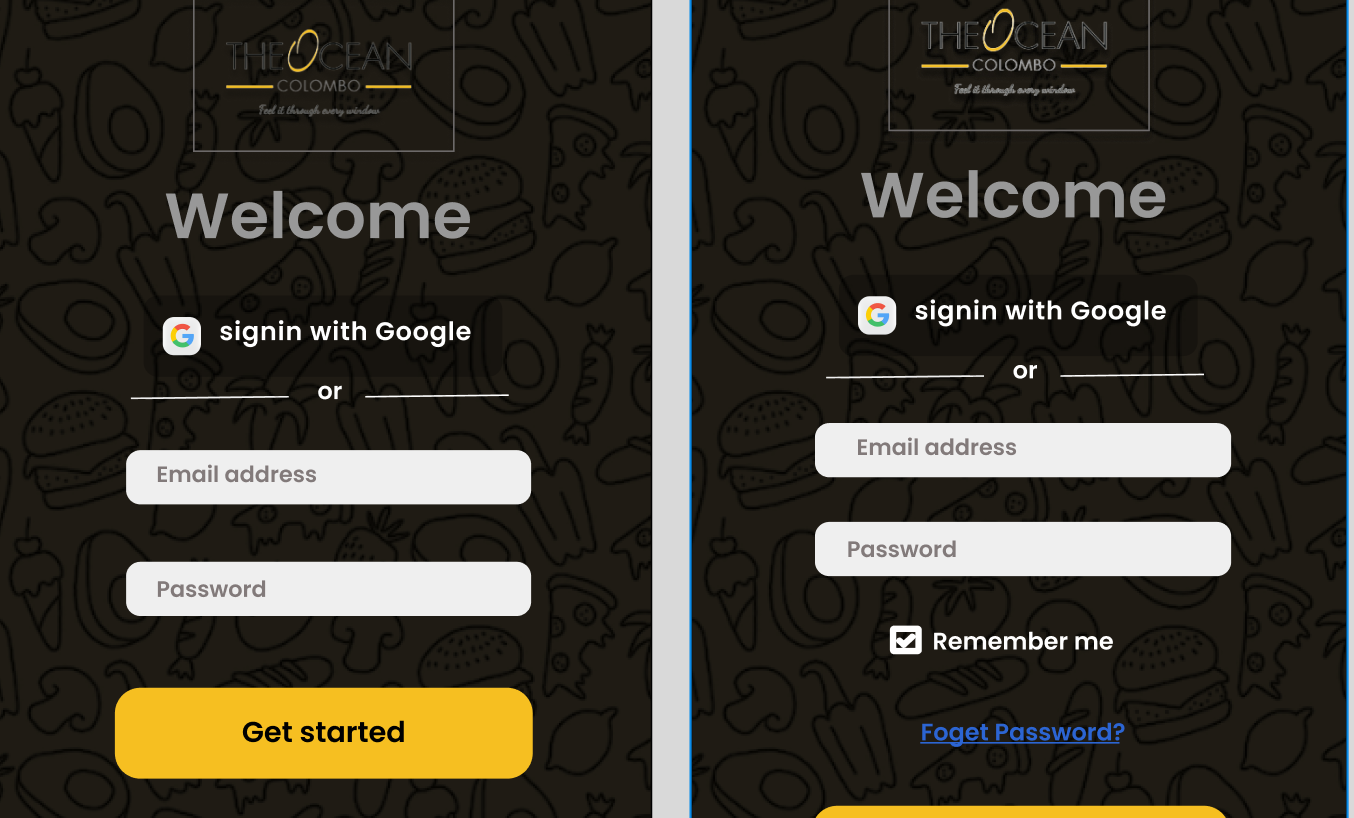 THE OCEAN
COLOMBO
Feel it through every window
Welcome
signin with Google
or
Email address
Password
Get started
THE OCEAN
COLOMBO
Feel it through every window
Welcome
signin with Google
or
Email address
Password
Remember me
Foget Password?